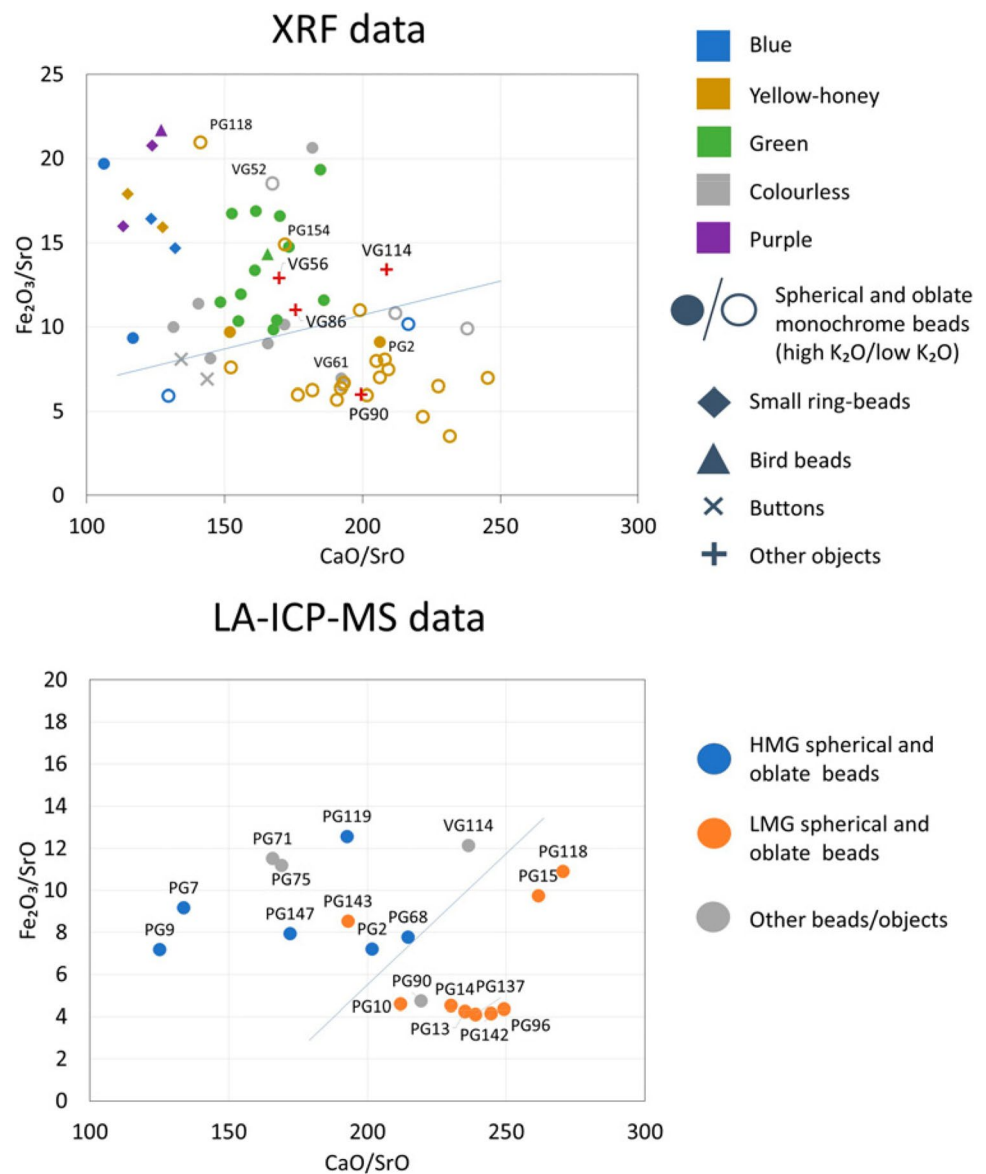 XRF data
Fe₂O₃/SrO
25
20
15
10
5
0
PG118
VG52
PG154
VG56
VG114
VG86
PG2
VG61
PG90
100
150
200
250
300
CaO/SrO
Blue
Yellow-honey
Green
Colourless
Purple
Spherical and oblate
monochrome beads
(high K₂O/low K₂O)
Small ring-beads
Bird beads
Buttons
Other objects
LA-ICP-MS data
Fe₂O₃/SrO
20
18
16
14
12
10
8
6
4
2
0
PG119
VG114
PG71
PG75
PG118
PG15
PG7
PG143
PG147
PG2
PG68
PG9
PG90
PG14
PG137
PG10
PG13
PG142
PG96
100
150
200
250
300
CaO/SrO
HMG spherical and
oblate beads
LMG spherical and
oblate beads
Other beads/objects